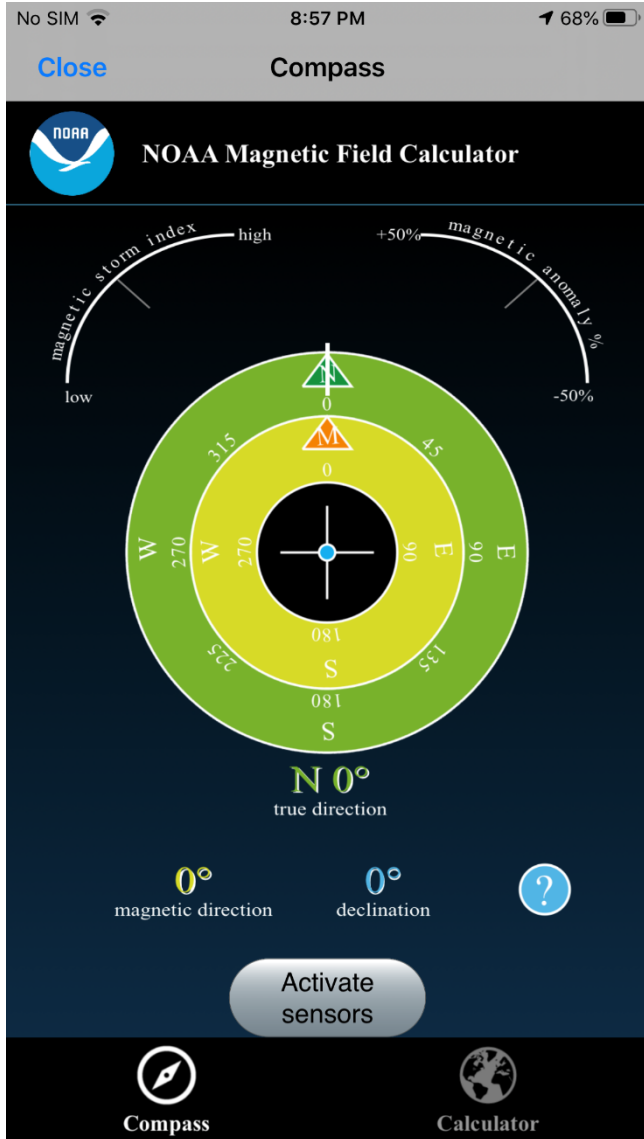 No SIM 8:57 PM 68%
Close Compass
NOAA NOAA Magnetic Field Calculator
magnetic storm index
high
low
+50%
magnetic anomaly %
-50%
N
0
315 45
M
0
W 270 W 270 90 E 90 E
180
225 S 135
180
S
N 0°
true direction
0° 0° ?
magnetic direction declination
Activate
sensors
Compass Calculator